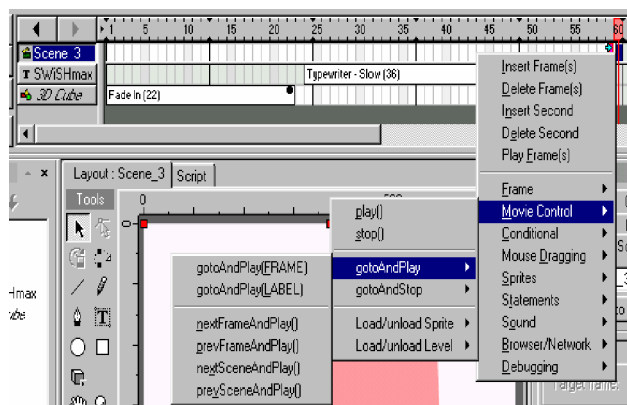 1 5 10 15 20 25 30 35 40 45 50 55 60
Scene_3
T SWiSHmax
Typewriter - Slow (36)
3D Cube
Fade In (22)
Insert Frame(s)
Delete Frame(s)
Insert Second
Delete Second
Play Frame(s)
Frame
Movie Control
Conditional
Mouse Dragging
Sprites
Statements
Sound
Browser/Network
Debugging
Layout : Scene_3
Script
Tools
0
play()
stop()
gotoAndPlay
gotoAndStop
Load/unload Sprite
Load/unload Level
gotoAndPlay(FRAME)
gotoAndPlay(LABEL)
nextFrameAndPlay()
prevFrameAndPlay()
nextSceneAndPlay()
prevSceneAndPlay()
Hmax
Target frame: